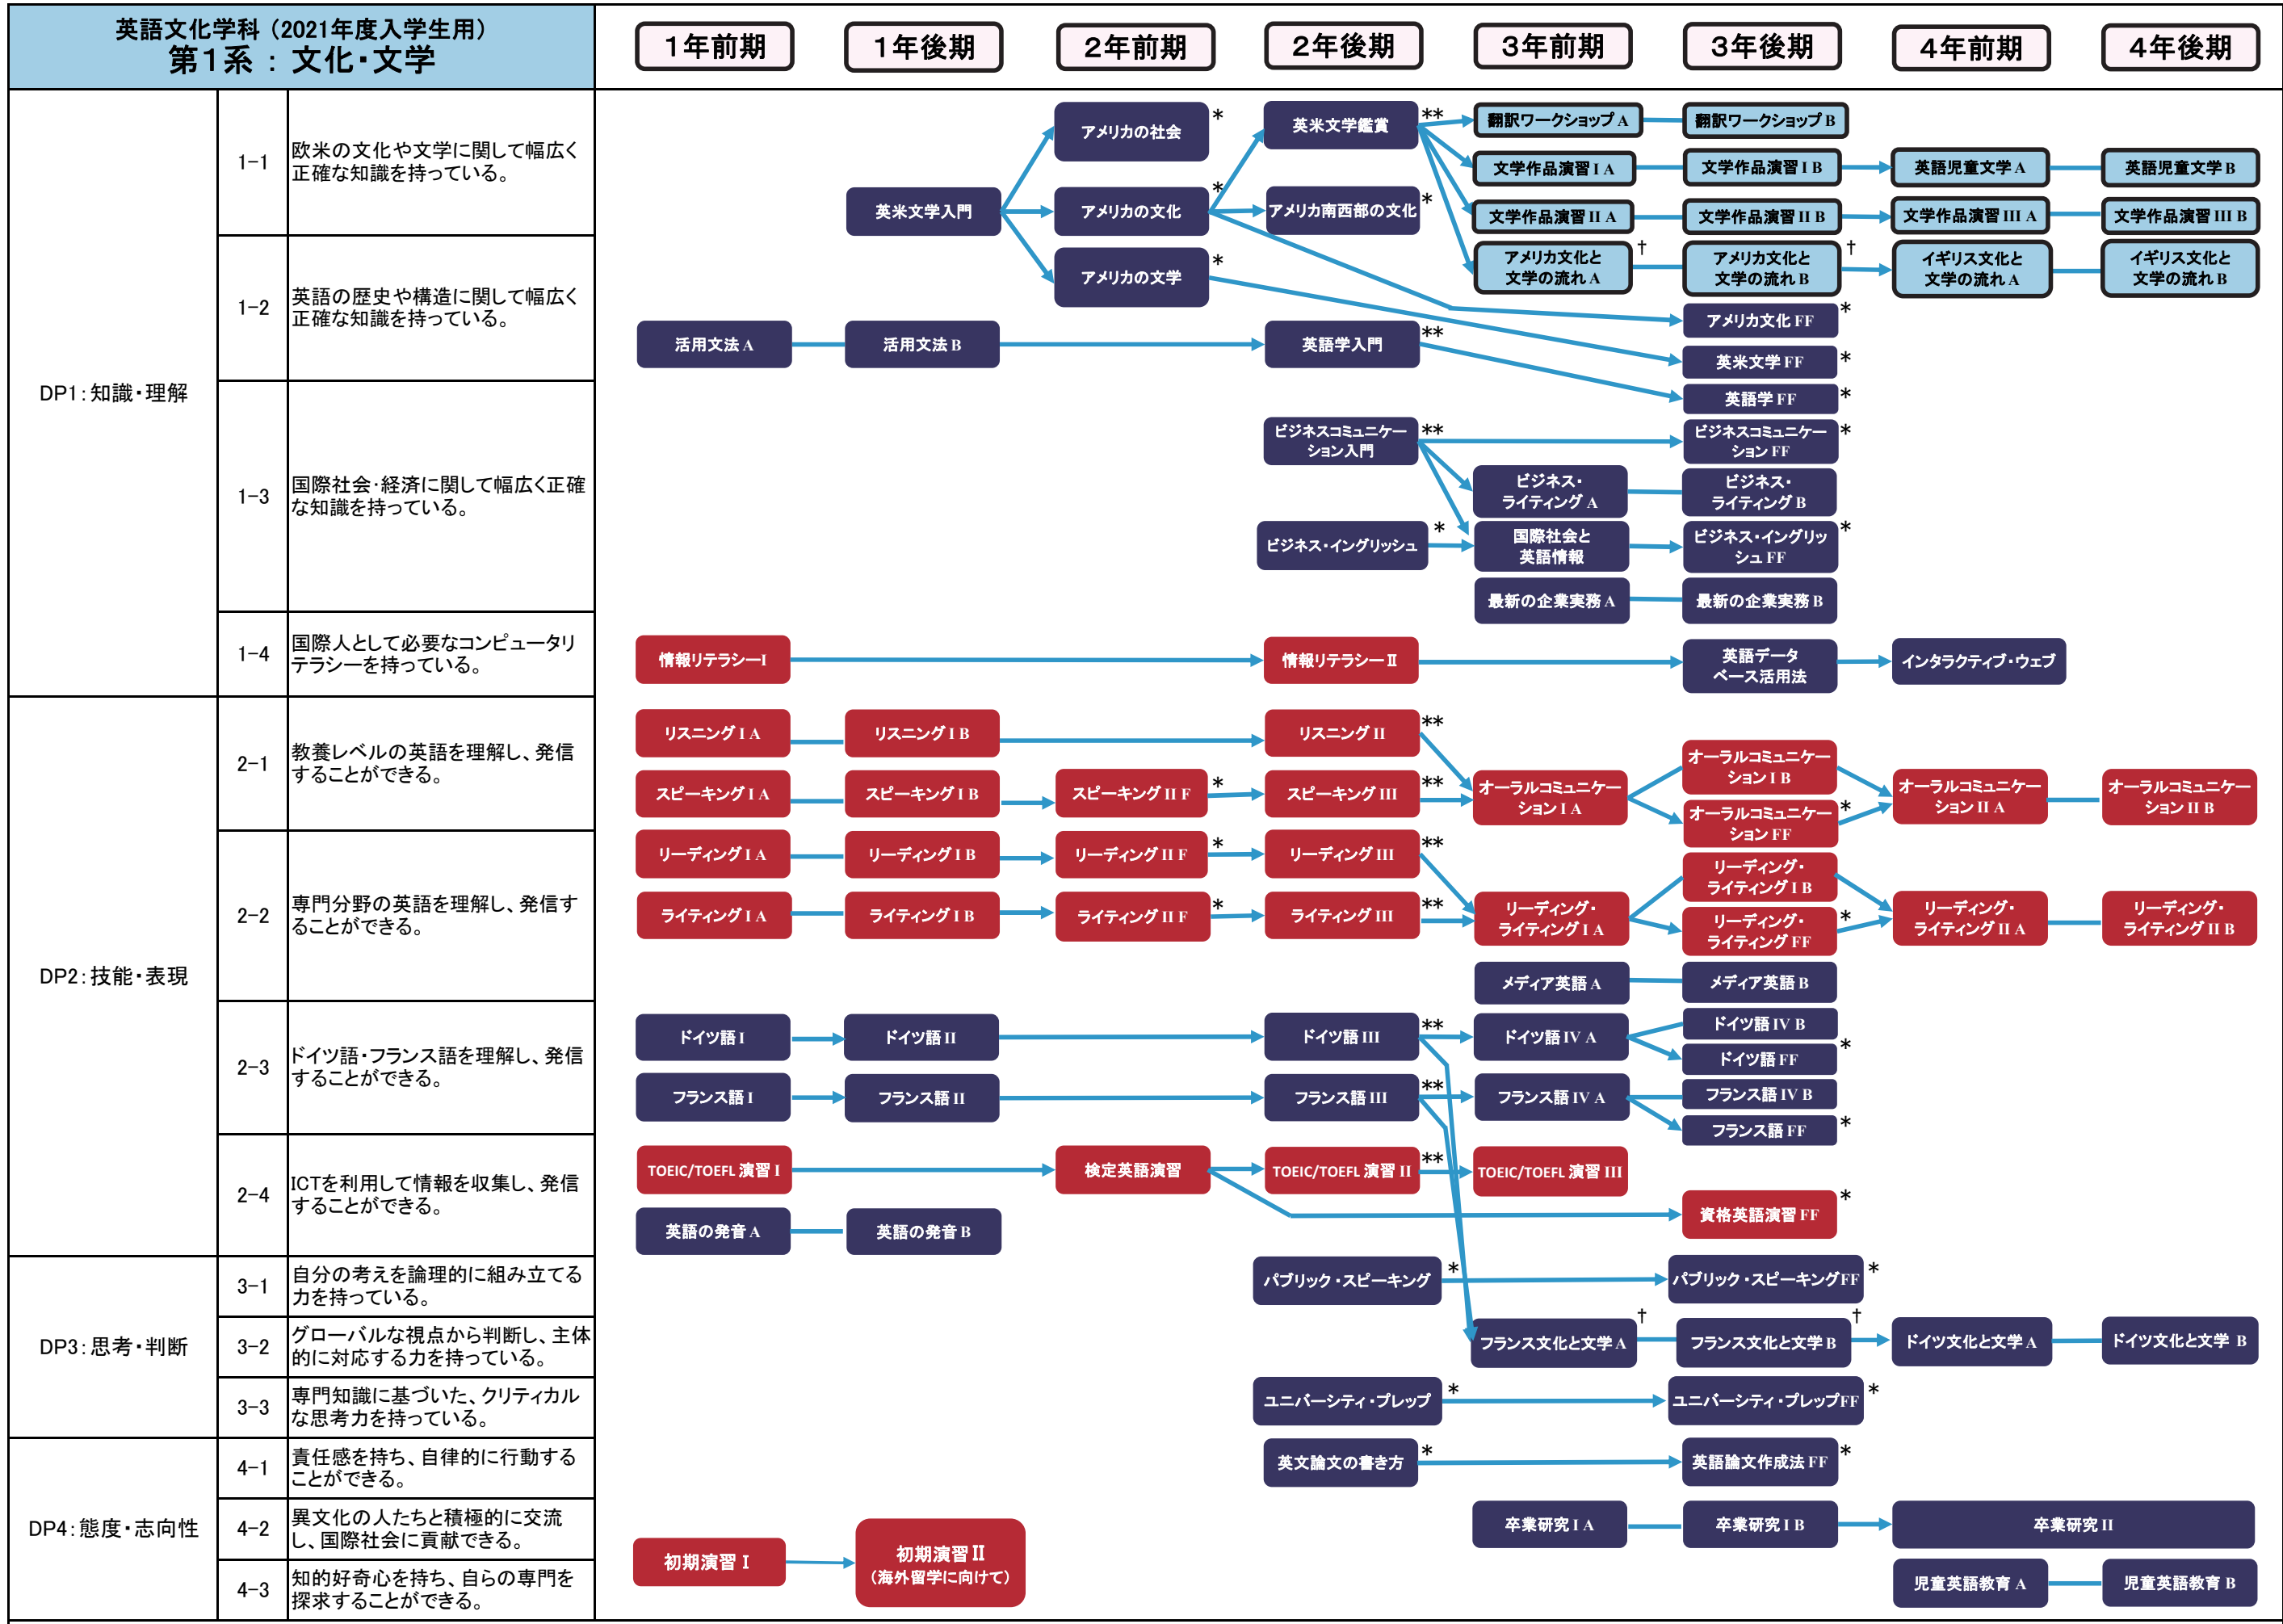 英語文化学科（2021年度入学生用）
第１系 ： 文化・文学
１年前期
１年後期
２年前期
２年後期
３年前期
３年後期
４年前期
４年後期
DP1：知識・理解
1-1
欧米の文化や文学に関して幅広く
正確な知識を持っている。
1-2
英語の歴史や構造に関して幅広く
正確な知識を持っている。
1-3
国際社会・経済に関して幅広く正確
な知識を持っている。
1-4
国際人として必要なコンピュータリ
テラシーを持っている。
DP2：技能・表現
2-1
教養レベルの英語を理解し、発信
することができる。
2-2
専門分野の英語を理解し、発信す
ることができる。
2-3
ドイツ語・フランス語を理解し、発信
することができる。
2-4
ICTを利用して情報を収集し、発信
することができる。
DP3：思考・判断
3-1
自分の考えを論理的に組み立てる
力を持っている。
3-2
グローバルな視点から判断し、主体
的に対応する力を持っている。
3-3
専門知識に基づいた、クリティカル
な思考力を持っている。
DP4：態度・志向性
4-1
責任感を持ち、自律的に行動する
ことができる。
4-2
異文化の人たちと積極的に交流
し、国際社会に貢献できる。
4-3
知的好奇心を持ち、自らの専門を
探求することができる。
アメリカの社会 *
英米文学鑑賞 **
翻訳ワークショップ A
翻訳ワークショップ B
文学作品演習 I A
文学作品演習 I B
英語児童文学 A
英語児童文学 B
英米文学入門
アメリカの文化 *
アメリカ南西部の文化 *
文学作品演習 II A
文学作品演習 II B
文学作品演習 III A
文学作品演習 III B
アメリカの文学 *
アメリカ文化と
文学の流れ A †
アメリカ文化と
文学の流れ B †
イギリス文化と
文学の流れ A
イギリス文化と
文学の流れ B
アメリカ文化 FF *
活用文法 A
活用文法 B
英語学入門 **
英米文学 FF *
英語学 FF *
ビジネスコミュニケー
ション入門 **
ビジネスコミュニケー
ション FF *
ビジネス・
ライティング A
ビジネス・
ライティング B
ビジネス・イングリッシュ *
国際社会と
英語情報
ビジネス・イングリッ
シュ FF *
最新の企業実務 A
最新の企業実務 B
情報リテラシーI
情報リテラシーⅡ
英語データ
ベース活用法
インタラクティブ・ウェブ
リスニング I A
リスニング I B
リスニング II **
スピーキング I A
スピーキング I B
スピーキング II F *
スピーキング III **
オーラルコミュニケー
ション I A
オーラルコミュニケー
ション I B
オーラルコミュニケー
ション FF *
オーラルコミュニケー
ション II A
オーラルコミュニケー
ション II B
リーディング I A
リーディング I B
リーディング II F *
リーディング III **
ライティング I A
ライティング I B
ライティング II F *
ライティング III **
リーディング・
ライティング I A
リーディング・
ライティング I B
リーディング・
ライティング FF *
リーディング・
ライティング II A
リーディング・
ライティング II B
メディア英語 A
メディア英語 B
ドイツ語 I
ドイツ語 II
ドイツ語 III **
ドイツ語 IV A
ドイツ語 IV B
ドイツ語 FF *
フランス語 I
フランス語 II
フランス語 III **
フランス語 IV A
フランス語 IV B
フランス語 FF *
TOEIC/TOEFL 演習 I
検定英語演習
TOEIC/TOEFL 演習 II **
TOEIC/TOEFL 演習 III
資格英語演習 FF *
英語の発音 A
英語の発音 B
パブリック・スピーキング *
パブリック・スピーキングFF *
フランス文化と文学 A †
フランス文化と文学 B †
ドイツ文化と文学 A
ドイツ文化と文学 B
ユニバーシティ・プレップ *
ユニバーシティ・プレップFF *
英文論文の書き方 *
英語論文作成法 FF *
卒業研究 I A
卒業研究 I B
卒業研究 II
初期演習 Ⅰ
初期演習Ⅱ
（海外留学に向けて）
児童英語教育 A
児童英語教育 B